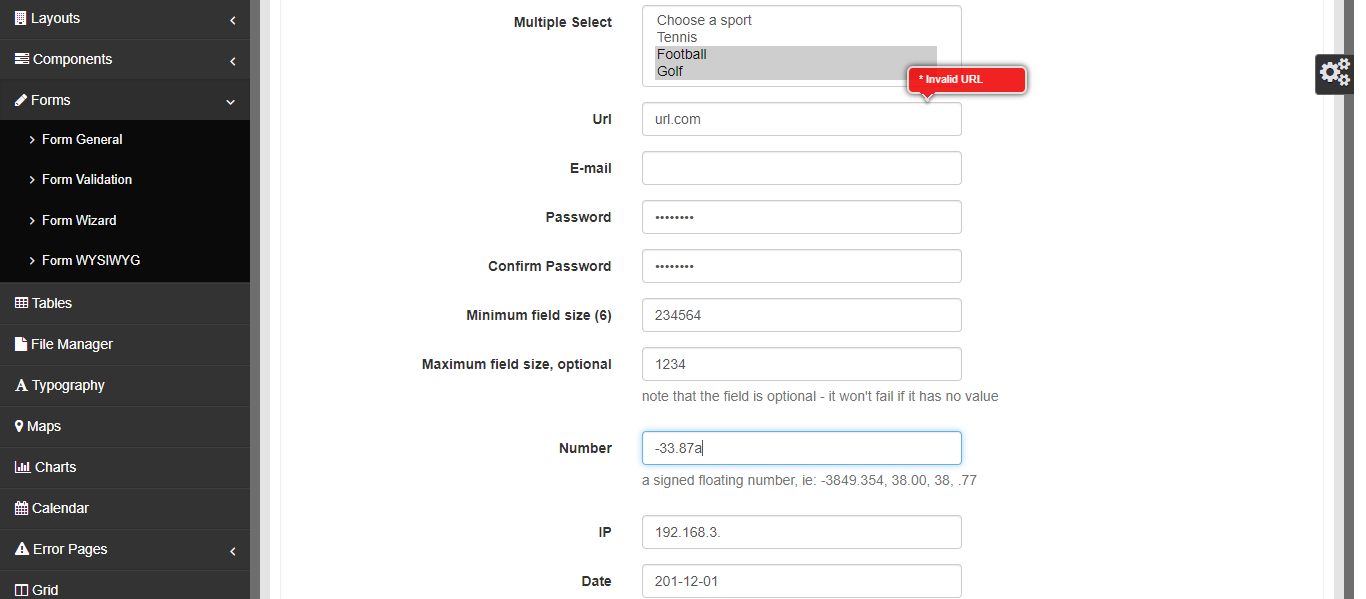 Layouts
Components
Forms
Form General
Form Validation
Form Wizard
Form WYSIWYG
Tables
File Manager
Typography
Maps
Charts
Calendar
Error Pages
Grid
Multiple Select
Choose a sport
Tennis
Football
Golf
* Invalid URL
Url
url.com
E-mail
Password
••••••••
Confirm Password
••••••••
Minimum field size (6)
234564
Maximum field size, optional
1234
note that the field is optional - it won't fail if it has no value
Number
-33.87a
a signed floating number, ie: -3849.354, 38.00, 38, .77
IP
192.168.3.
Date
201-12-01